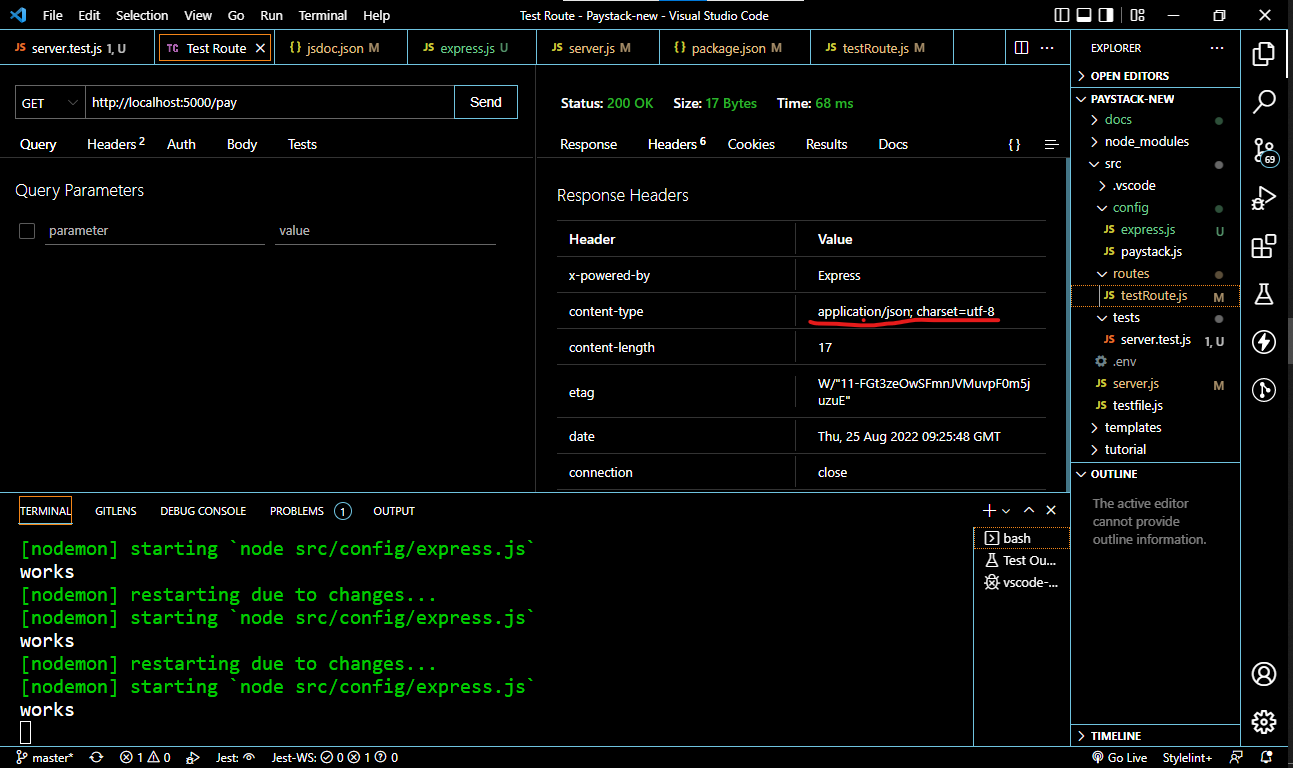 File Edit Selection View Go Run Terminal Help Test Route - Paystack-new - Visual Studio Code
JS server.test.js 1, U TC Test Route {} jsdoc.json M JS express.js U JS server.js M {} package.json M JS testRoute.js M
GET http://localhost:5000/pay Send
Query Headers 2 Auth Body Tests
Query Parameters
parameter value
Status: 200 OK Size: 17 Bytes Time: 68 ms
Response Headers 6 Cookies Results Docs {}
Response Headers
Header Value
x-powered-by Express
content-type application/json; charset=utf-8
content-length 17
etag W/"11-FGt3zeOwSFmnJVMuvpF0m5j
uzuE"
date Thu, 25 Aug 2022 09:25:48 GMT
connection close
TERMINAL GITLENS DEBUG CONSOLE PROBLEMS 1 OUTPUT
[nodemon] starting `node src/config/express.js`
works
[nodemon] restarting due to changes...
[nodemon] starting `node src/config/express.js`
works
[nodemon] restarting due to changes...
[nodemon] starting `node src/config/express.js`
works
bash
Test Ou...
vscode-...
EXPLORER
OPEN EDITORS
PAYSTACK-NEW
docs
node_modules
src
.vscode
config
JS express.js U
JS paystack.js
routes
JS testRoute.js M
tests
JS server.test.js 1, U
.env
JS server.js M
JS testfile.js
templates
tutorial
OUTLINE
The active editor
cannot provide
outline information.
TIMELINE
69
master* 1 0 Jest: Jest-WS: 0 1 0 Go Live Stylelint+